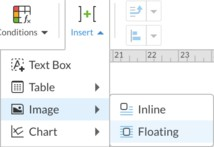 Conditions
Insert
21 22 23
Text Box
Table
Image
Chart
Inline
Floating